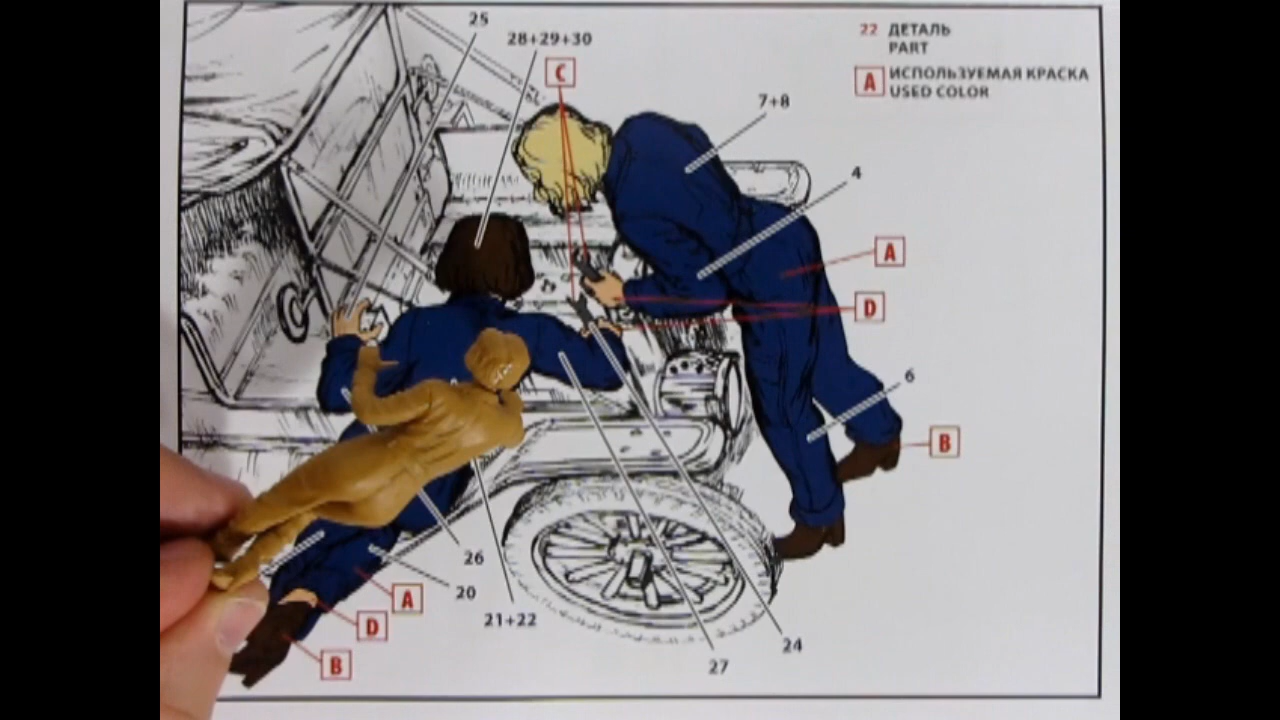 25
28+29+30
C
22 ДЕТАЛЬ
PART
A ИСПОЛЬЗУЕМАЯ КРАСКА
USED COLOR
7+8
4
A
D
6
B
26
20
A
21+22
D
24
B
27